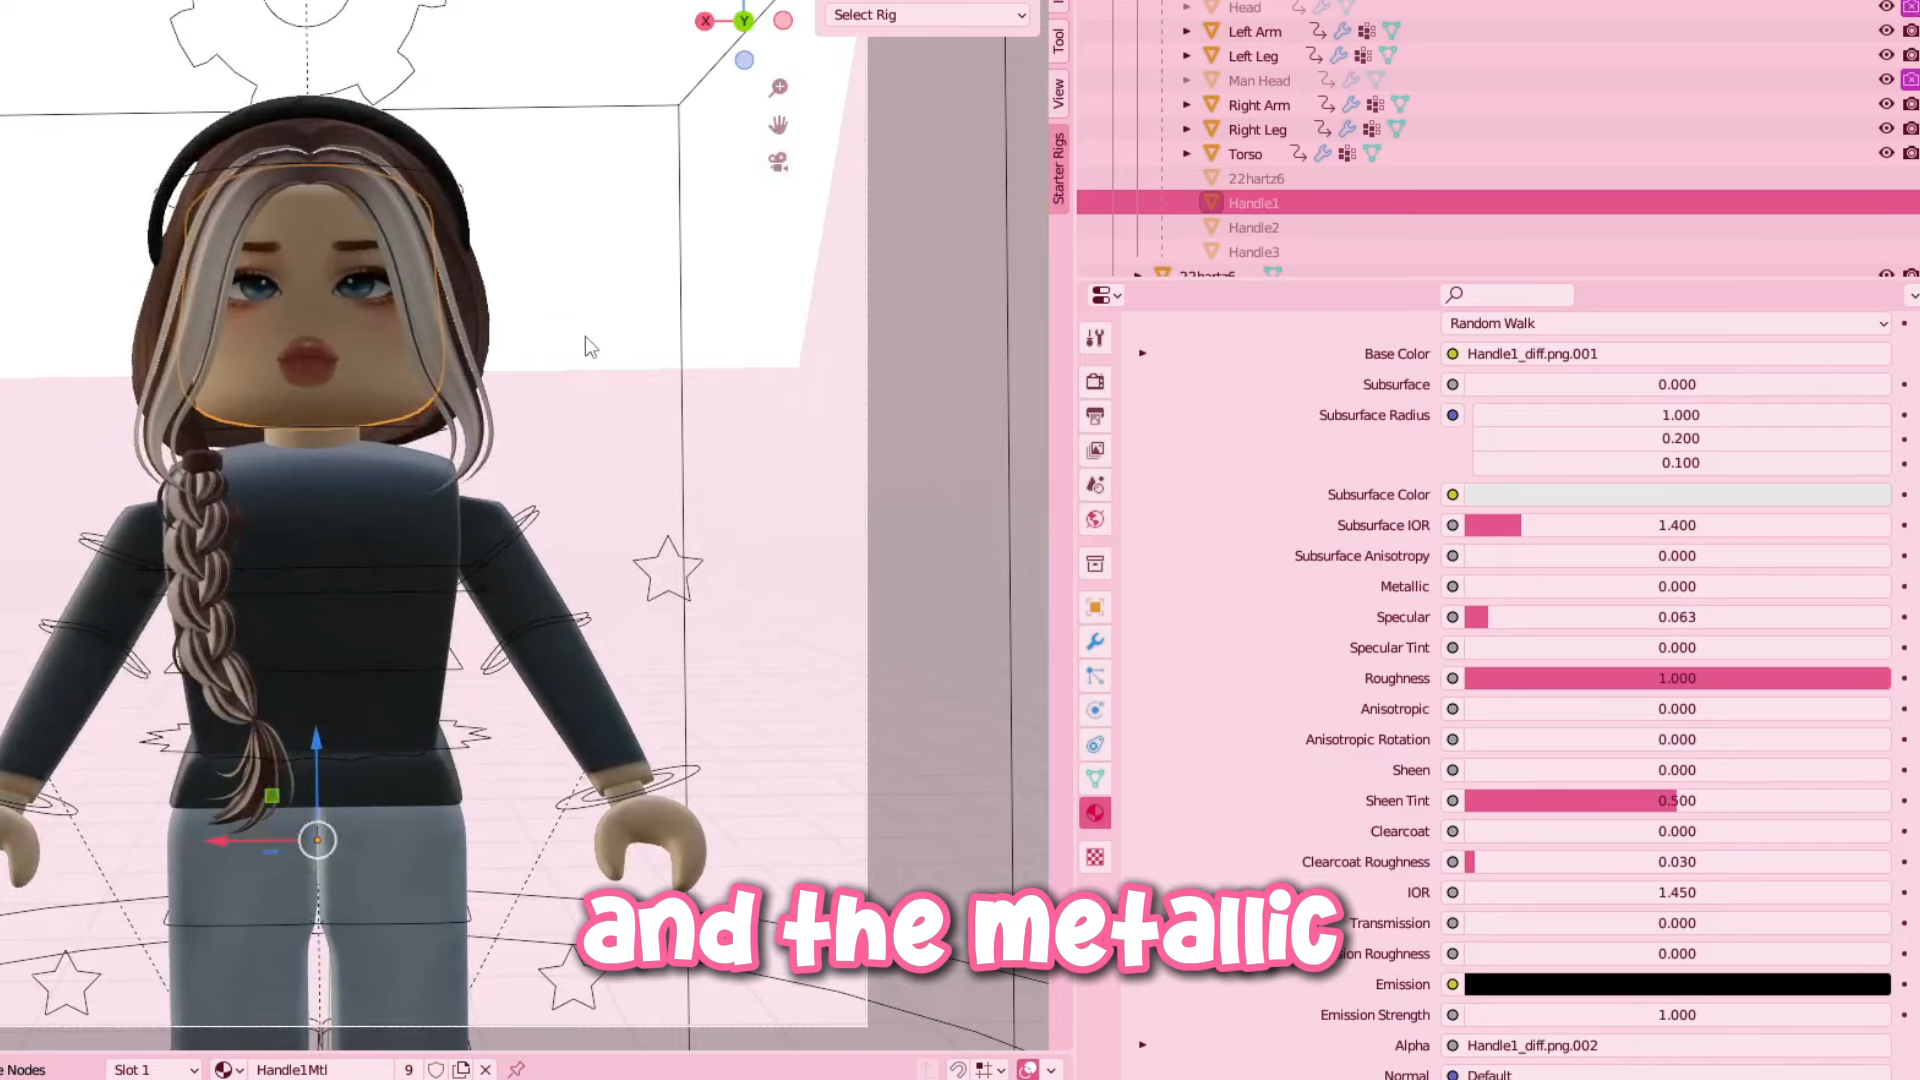 X
Y
Select Rig
Tool
View
Starter Rigs
Head
Left Arm
Left Leg
Man Head
Right Arm
Right Leg
Torso
22hartz6
Handle1
Handle2
Handle3
22hartz6
Random Walk
Base Color Handle1_diff.png.001
Subsurface 0.000
Subsurface Radius 1.000
0.200
0.100
Subsurface Color
Subsurface IOR 1.400
Subsurface Anisotropy 0.000
Metallic 0.000
Specular 0.063
Specular Tint 0.000
Roughness 1.000
Anisotropic 0.000
Anisotropic Rotation 0.000
Sheen 0.000
Sheen Tint 0.500
Clearcoat 0.000
Clearcoat Roughness 0.030
IOR 1.450
Transmission 0.000
sion Roughness 0.000
Emission
Emission Strength 1.000
Alpha Handle1_diff.png.002
Normal Default
and the metallic
e Nodes Slot 1 Handle1Mtl 9